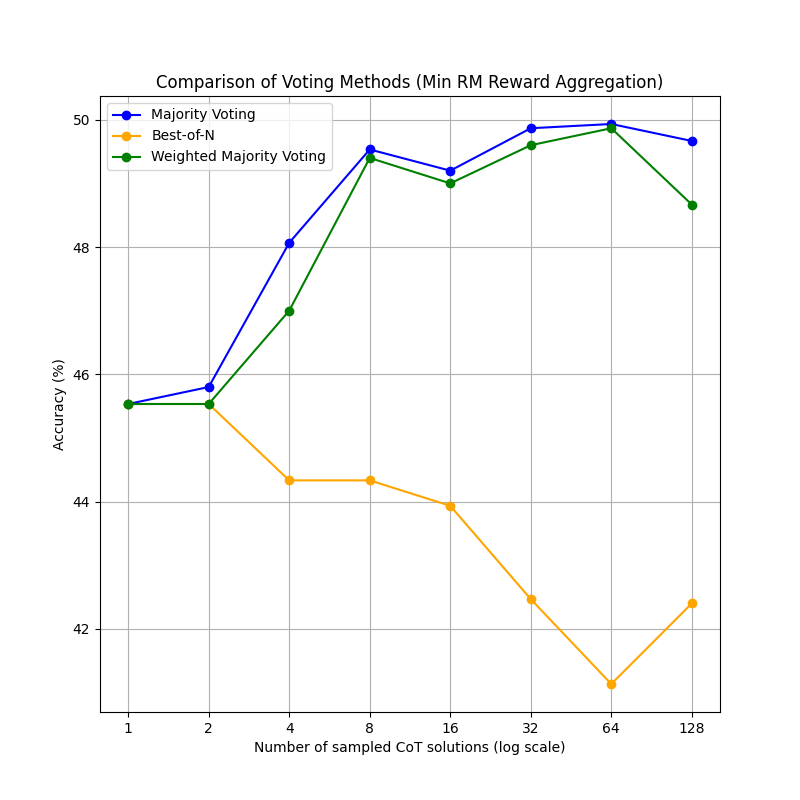 Comparison of Voting Methods (Min RM Reward Aggregation)
Majority Voting
Best-of-N
Weighted Majority Voting
50
48
46
44
42
Accuracy (%)
1 2 4 8 16 32 64 128
Number of sampled CoT solutions (log scale)